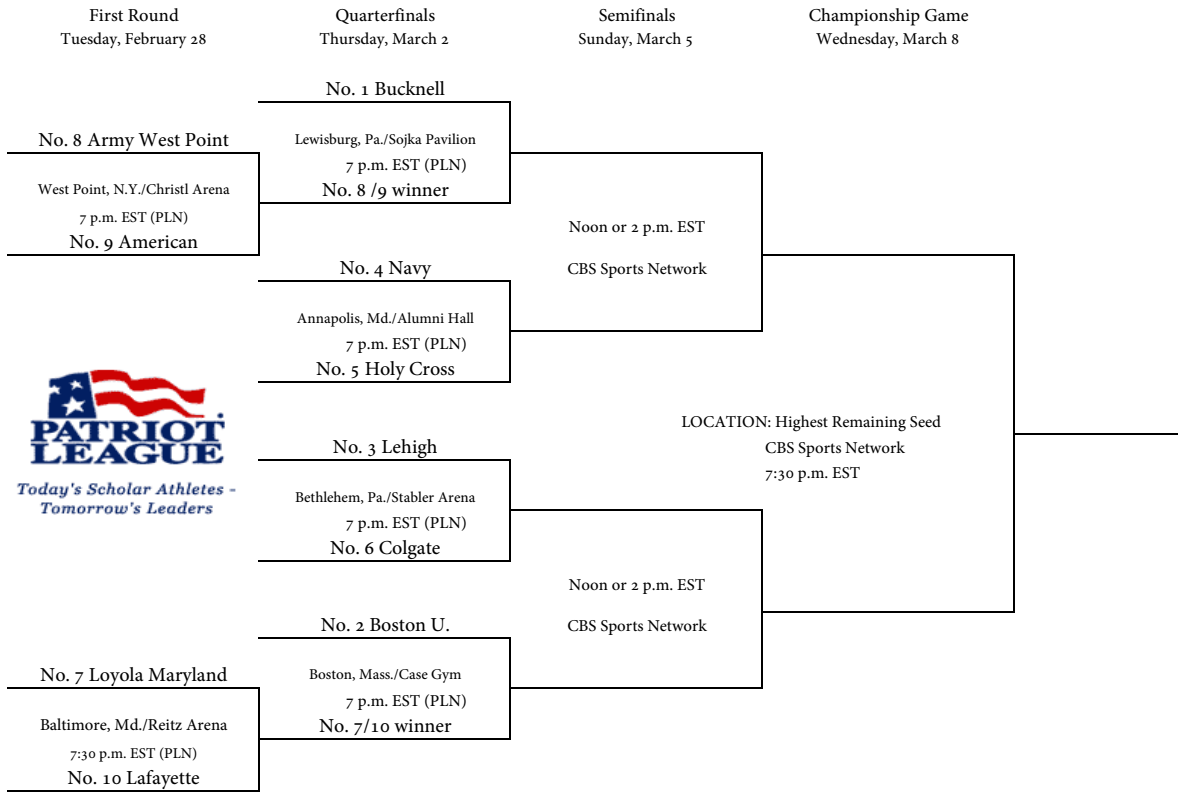 First Round
Tuesday, February 28
Quarterfinals
Thursday, March 2
Semifinals
Sunday, March 5
Championship Game
Wednesday, March 8
No. 8 Army West Point
West Point, N.Y./Christl Arena
7 p.m. EST (PLN)
No. 9 American
PATRIOT
LEAGUE
Today's Scholar Athletes -
Tomorrow's Leaders
No. 7 Loyola Maryland
Baltimore, Md./Reitz Arena
7:30 p.m. EST (PLN)
No. 10 Lafayette
No. 1 Bucknell
Lewisburg, Pa./Sojka Pavilion
7 p.m. EST (PLN)
No. 8 /9 winner
No. 4 Navy
Annapolis, Md./Alumni Hall
7 p.m. EST (PLN)
No. 5 Holy Cross
No. 3 Lehigh
Bethlehem, Pa./Stabler Arena
7 p.m. EST (PLN)
No. 6 Colgate
No. 2 Boston U.
Boston, Mass./Case Gym
7 p.m. EST (PLN)
No. 7/10 winner
Noon or 2 p.m. EST
CBS Sports Network
Noon or 2 p.m. EST
CBS Sports Network
LOCATION: Highest Remaining Seed
CBS Sports Network
7:30 p.m. EST